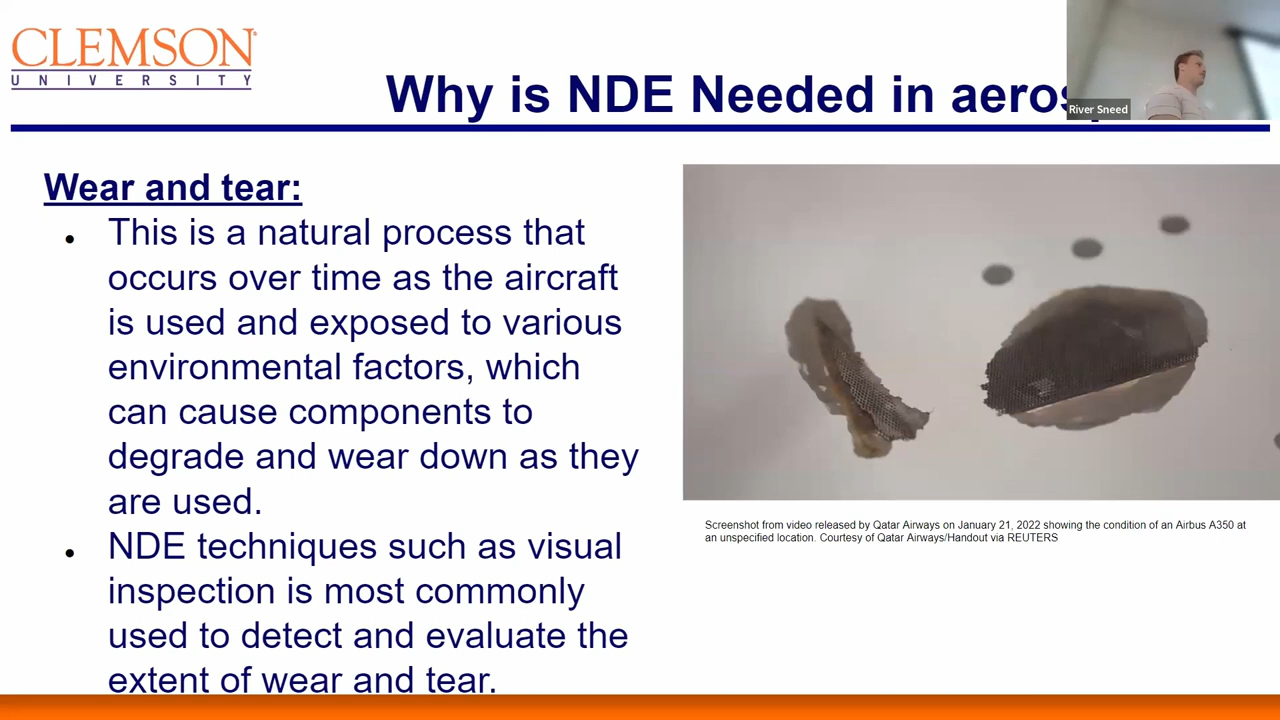 CLEMSON
UNIVERSITY
Why is NDE Needed in
River Sneed
Wear and tear:
This is a natural process that
occurs over time as the aircraft
is used and exposed to various
environmental factors, which
can cause components to
degrade and wear down as they
are used.
NDE techniques such as visual
inspection is most commonly
used to detect and evaluate the
extent of wear and tear.
Screenshot from video released by Qatar Airways on January 21, 2022 showing the condition of an Airbus A350 at
an unspecified location. Courtesy of Qatar Airways/Handout via REUTERS